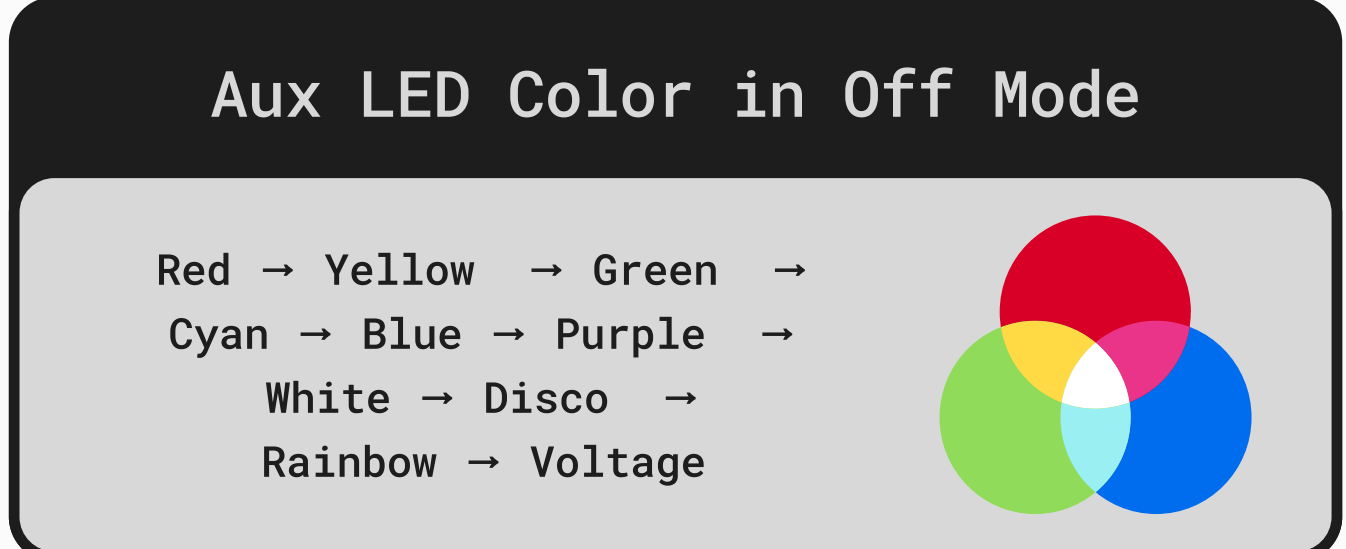 Aux LED Color in Off Mode
Red → Yellow → Green →
Cyan → Blue → Purple →
White → Disco →
Rainbow → Voltage